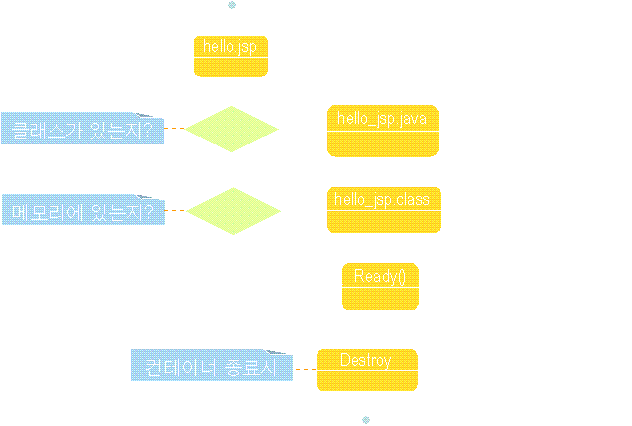 hello.jsp
클래스가 있는지?
hello_jsp.java
메모리에 있는지?
hello_jsp.class
Ready()
컨테이너 종료시
Destroy